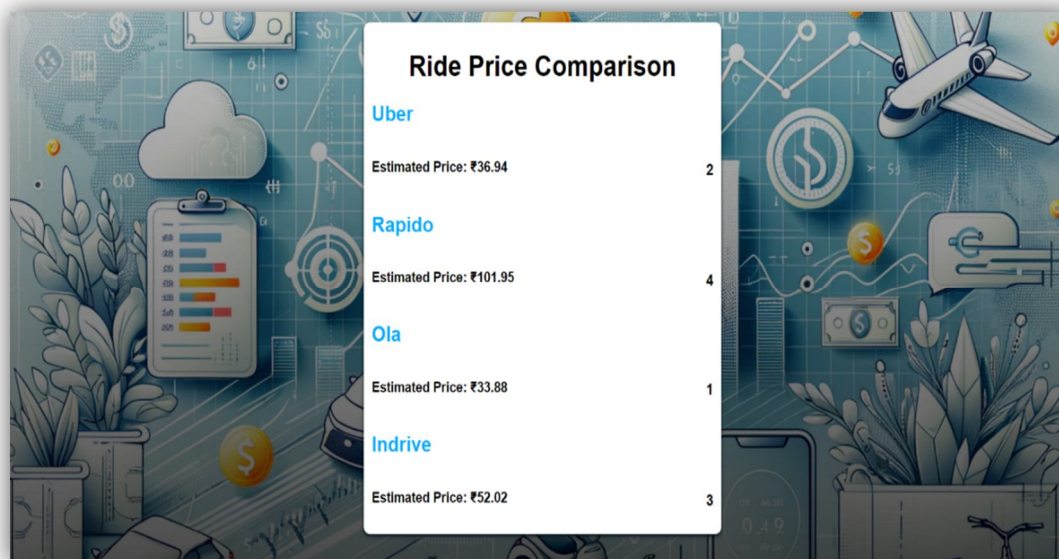 Ride Price Comparison
Uber
Estimated Price: ₹36.94 2
Rapido
Estimated Price: ₹101.95 4
Ola
Estimated Price: ₹33.88 1
Indrive
Estimated Price: ₹52.02 3